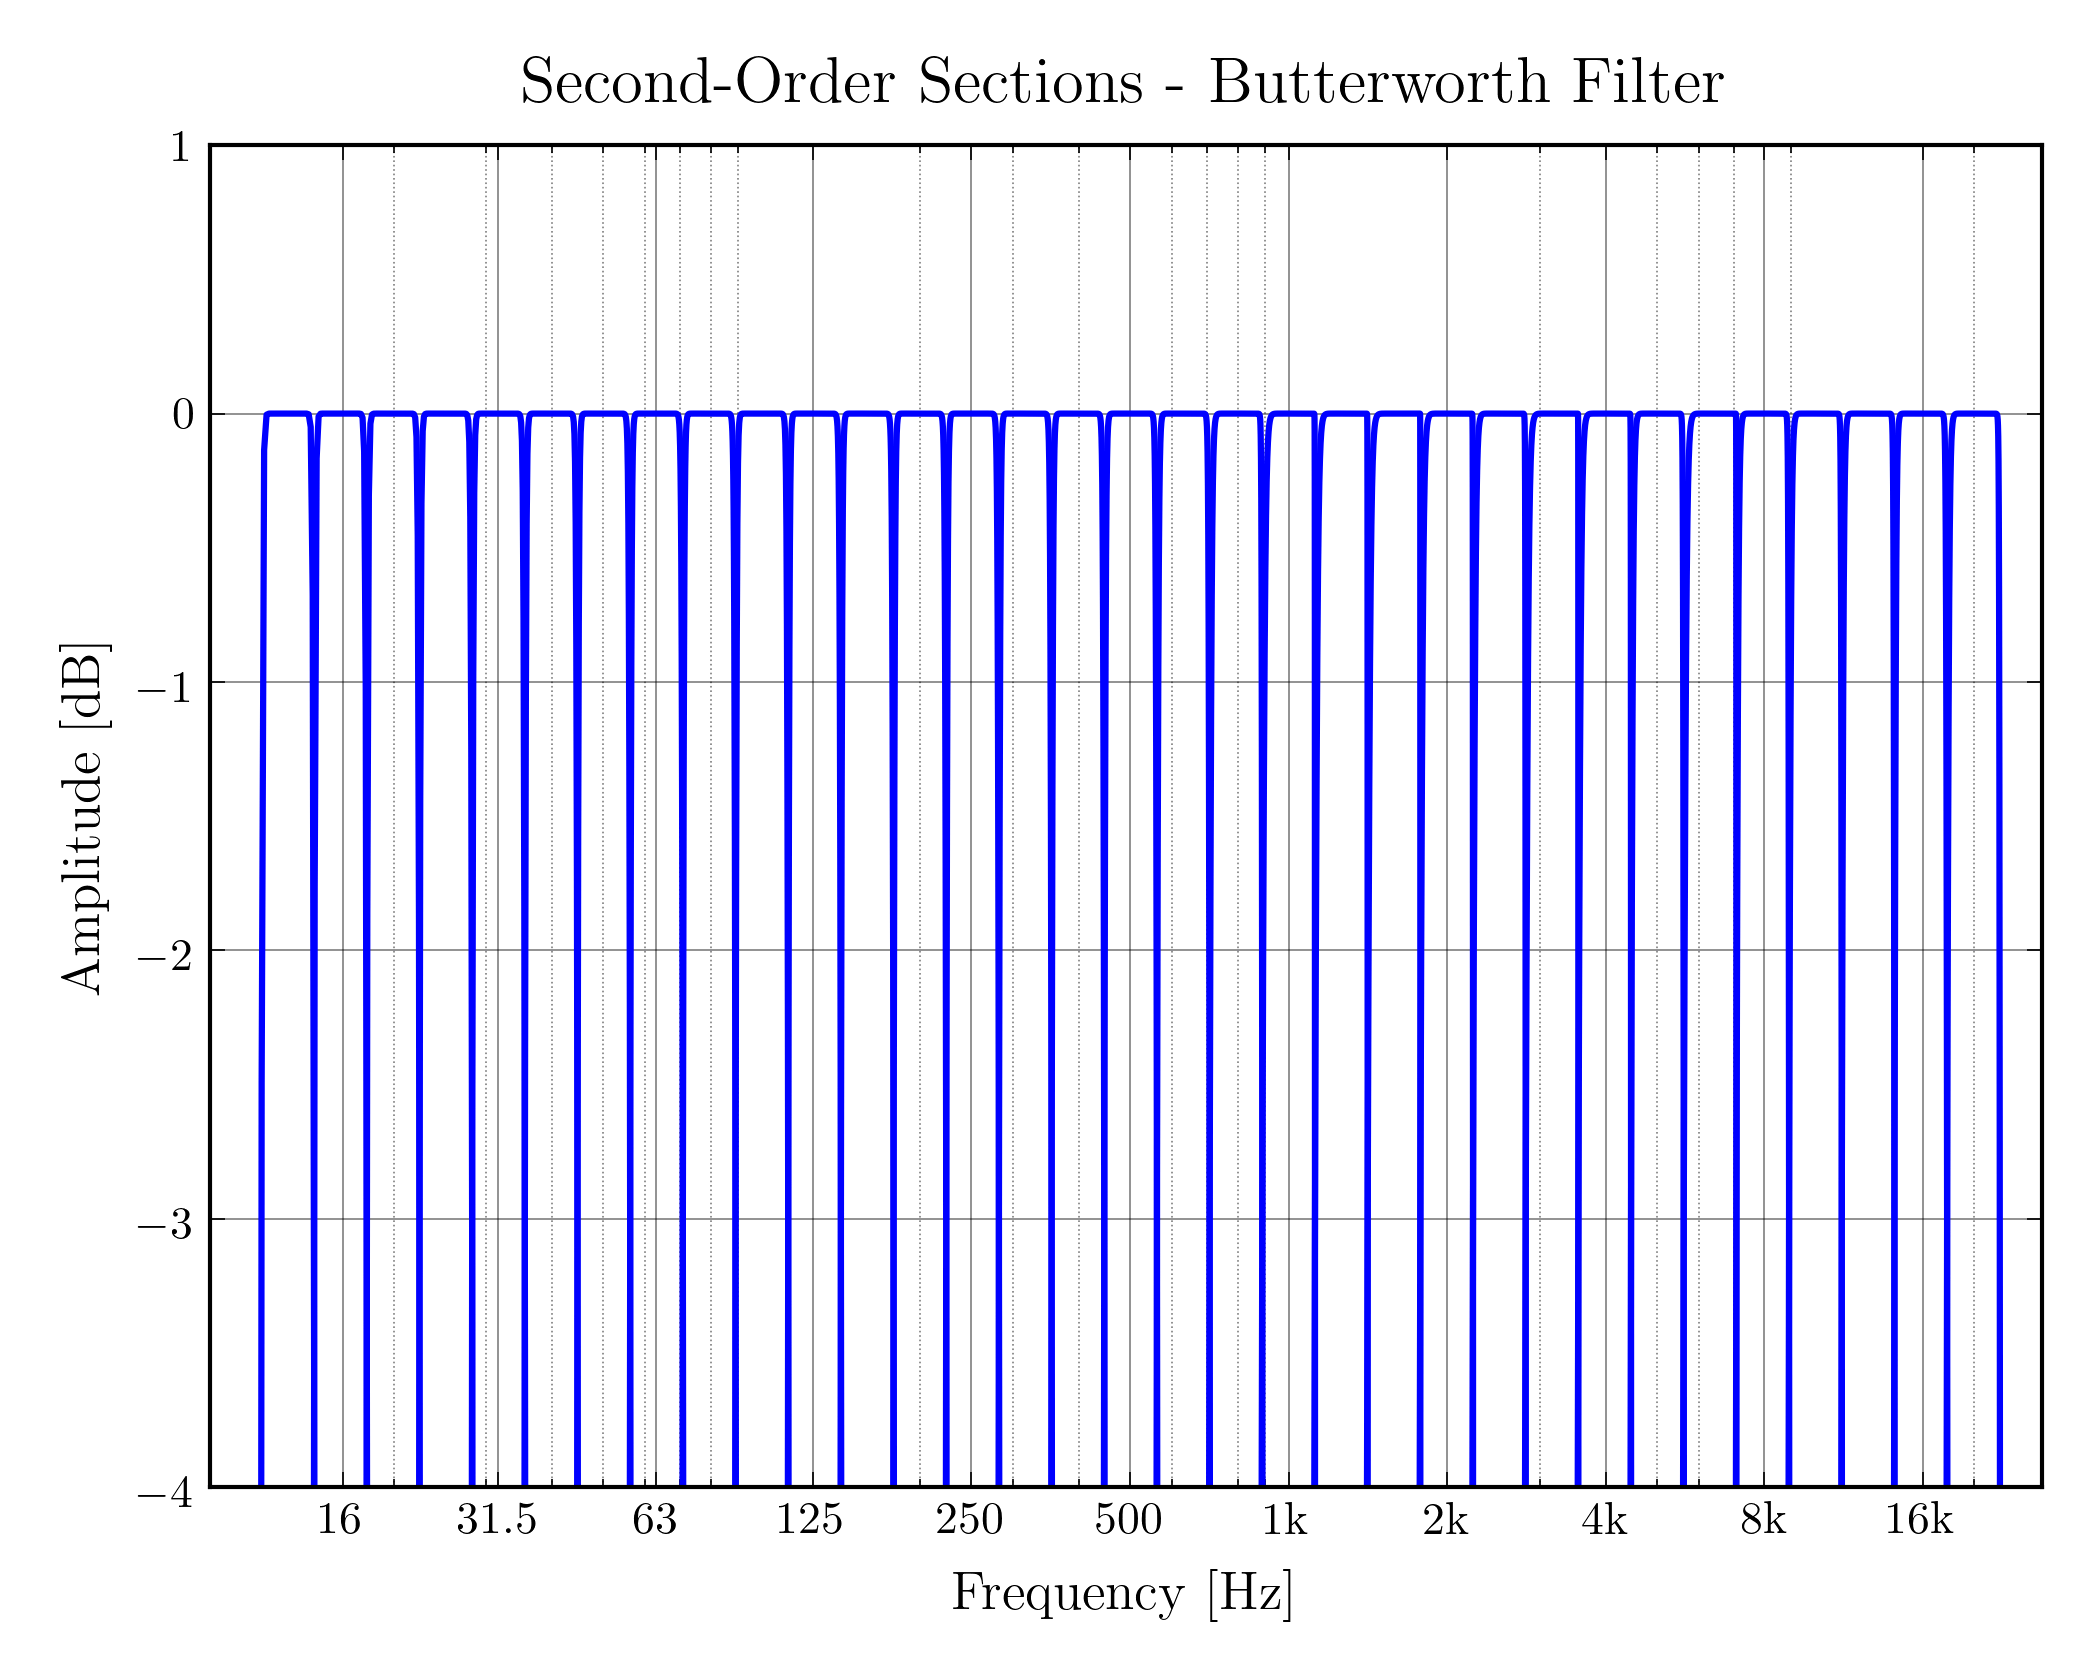 Second-Order Sections - Butterworth Filter
1
0
−1
−2
−3
−4
Amplitude [dB]
16 31.5 63 125 250 500 1k 2k 4k 8k 16k
Frequency [Hz]